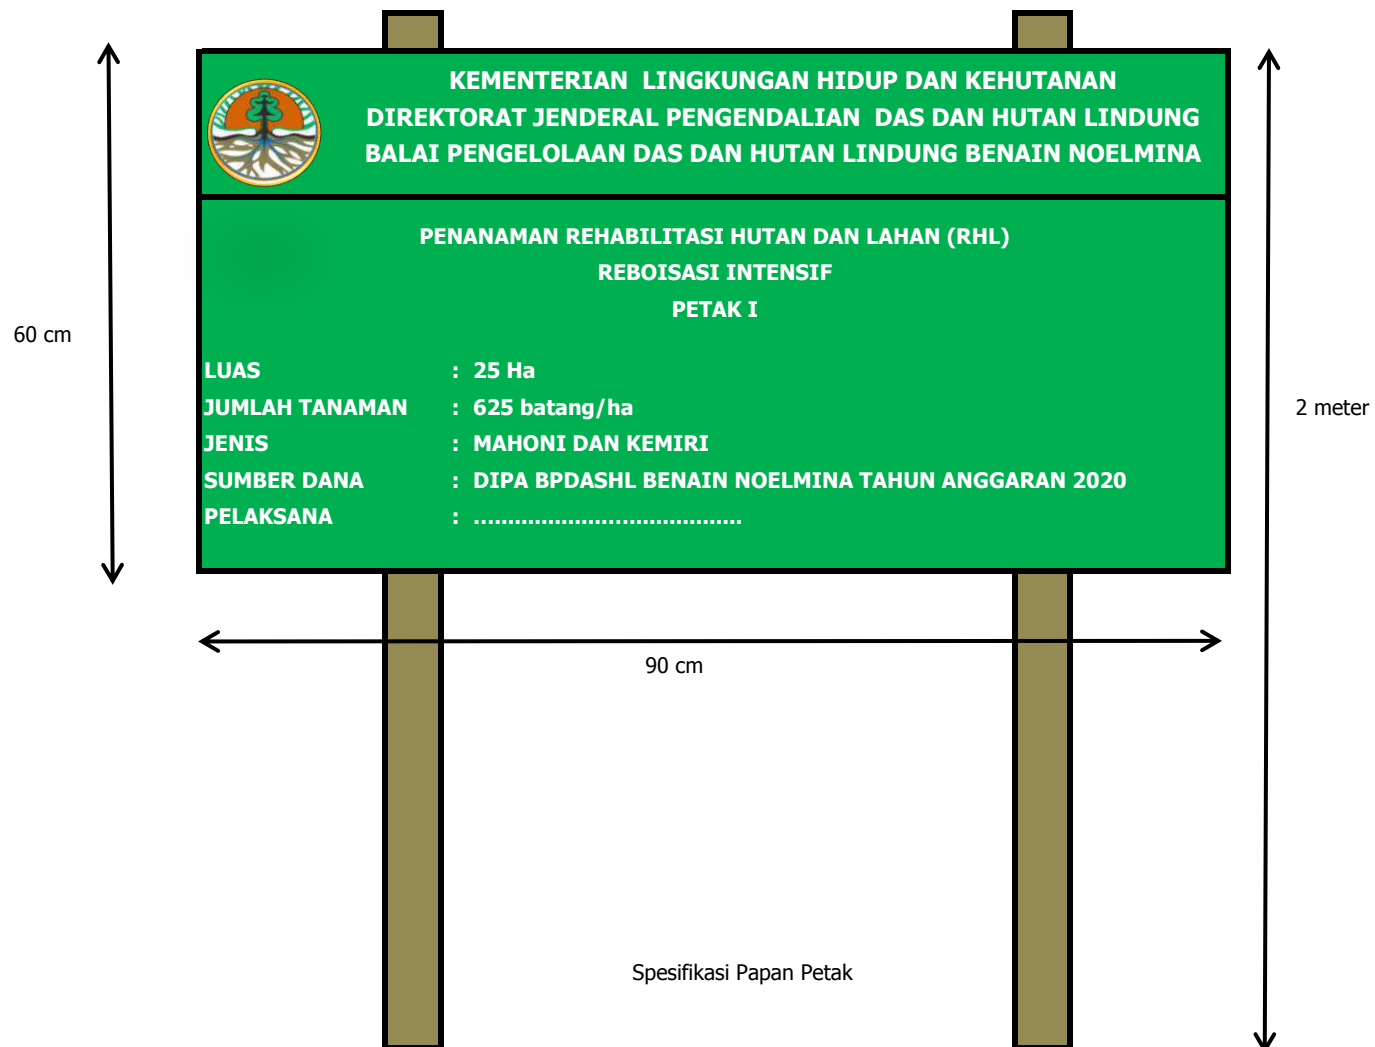 KEMENTERIAN LINGKUNGAN HIDUP DAN KEHUTANAN
DIREKTORAT JENDERAL PENGENDALIAN DAS DAN HUTAN LINDUNG
BALAI PENGELOLAAN DAS DAN HUTAN LINDUNG BENAIN NOELMINA
PENANAMAN REHABILITASI HUTAN DAN LAHAN (RHL)
REBOISASI INTENSIF
PETAK I
60 cm
LUAS : 25 Ha
JUMLAH TANAMAN : 625 batang/ha
2 meter
JENIS : MAHONI DAN KEMIRI
SUMBER DANA : DIPA BPDASHL BENAIN NOELMINA TAHUN ANGGARAN 2020
PELAKSANA : ........................................
90 cm
Spesifikasi Papan Petak